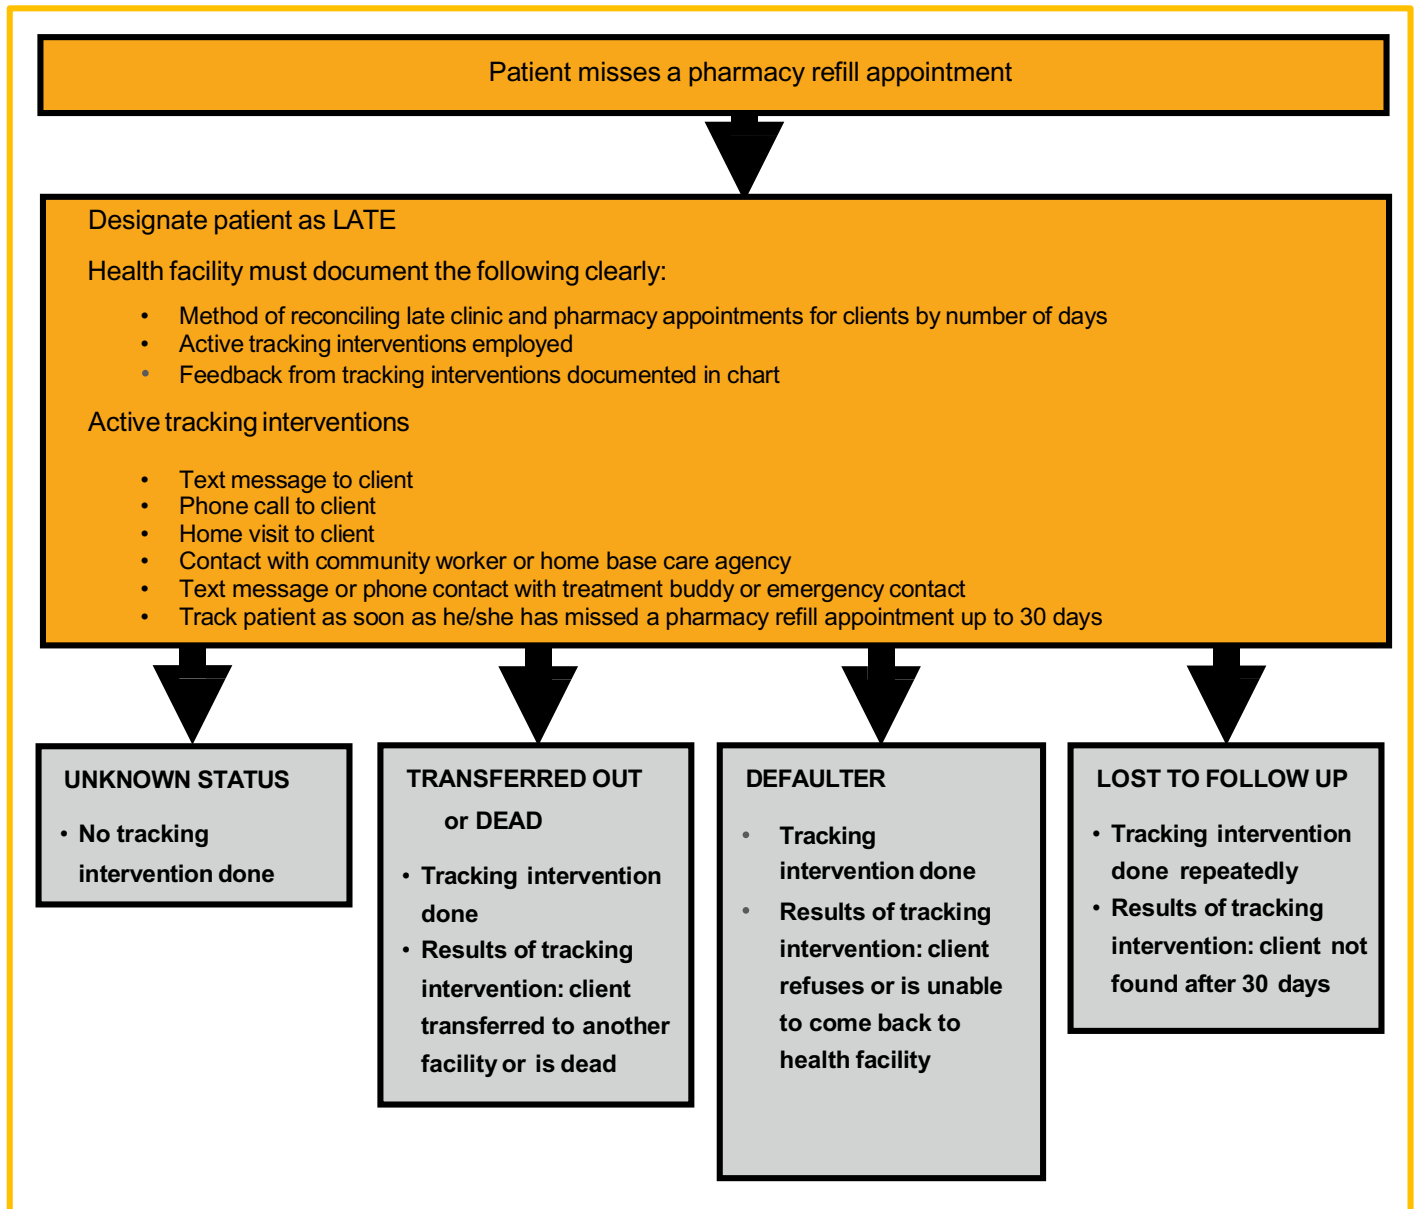 Patient misses a pharmacy refill appointment
Designate patient as LATE
Health facility must document the following clearly:
• Method of reconciling late clinic and pharmacy appointments for clients by number of days
• Active tracking interventions employed
• Feedback from tracking interventions documented in chart
Active tracking interventions
• Text message to client
• Phone call to client
• Home visit to client
• Contact with community worker or home base care agency
• Text message or phone contact with treatment buddy or emergency contact
• Track patient as soon as he/she has missed a pharmacy refill appointment up to 30 days
UNKNOWN STATUS
• No tracking
intervention done
TRANSFERRED OUT
or DEAD
• Tracking intervention
done
• Results of tracking
intervention: client
transferred to another
facility or is dead
DEFAULTER
• Tracking
intervention done
• Results of tracking
intervention: client
refuses or is unable
to come back to
health facility
LOST TO FOLLOW UP
• Tracking intervention
done repeatedly
• Results of tracking
intervention: client not
found after 30 days